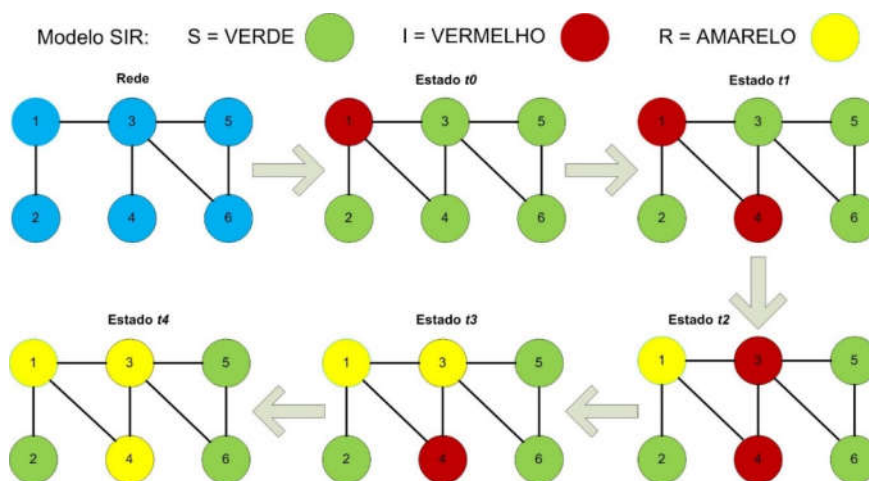 Modelo SIR: S = VERDE I = VERMELHO R = AMARELO
Rede Estado t0 Estado t1
1 3 5 1 3 5 1 3 5
2 4 6 2 4 6 2 4 6
Estado t4 Estado t3 Estado t2
1 3 5 1 3 5 1 3 5
2 4 6 2 4 6 2 4 6